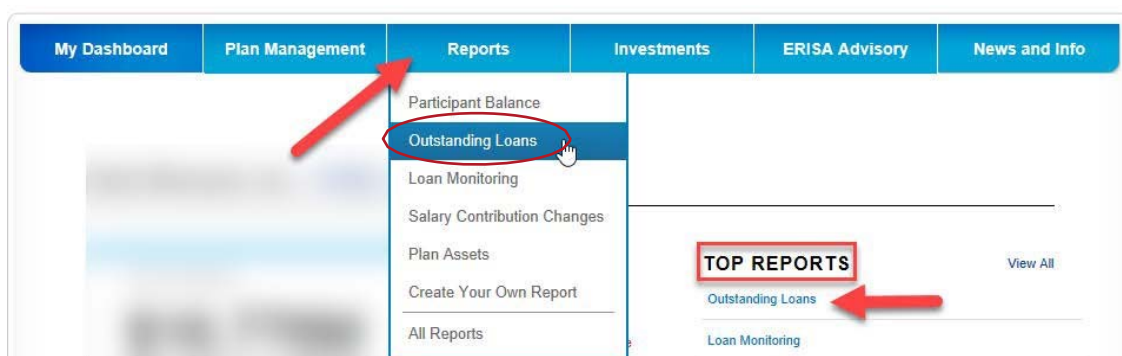 My Dashboard Plan Management Reports Investments ERISA Advisory News and Info
Participant Balance
Outstanding Loans
Loan Monitoring
Salary Contribution Changes
Plan Assets
Create Your Own Report
All Reports
TOP REPORTS View All
Outstanding Loans
Loan Monitoring